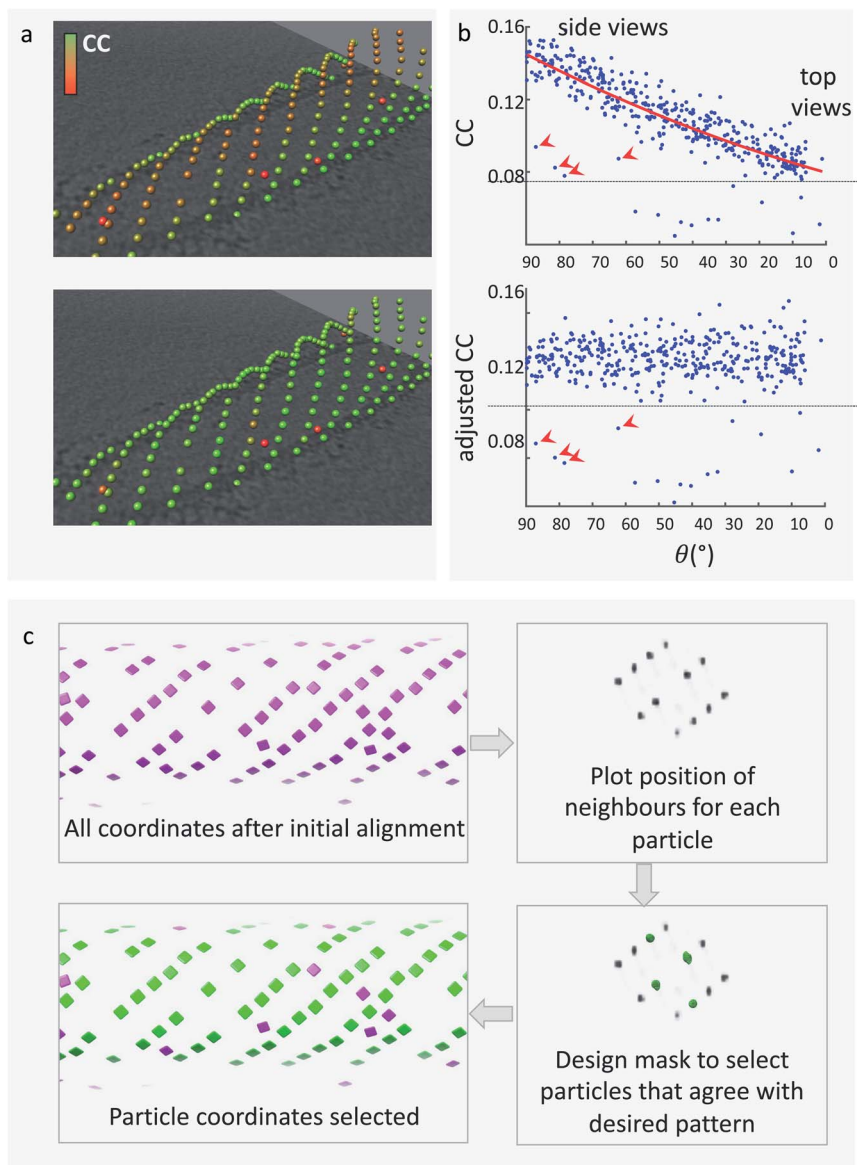 a
CC
b
side views
top
views
CC
0.16
0.12
0.08
90 80 70 60 50 40 30 20 10 0
adjusted CC
0.16
0.12
0.08
90 80 70 60 50 40 30 20 10 0
θ(°)
c
All coordinates after initial alignment
Plot position of
neighbours for each
particle
Particle coordinates selected
Design mask to select
particles that agree with
desired pattern